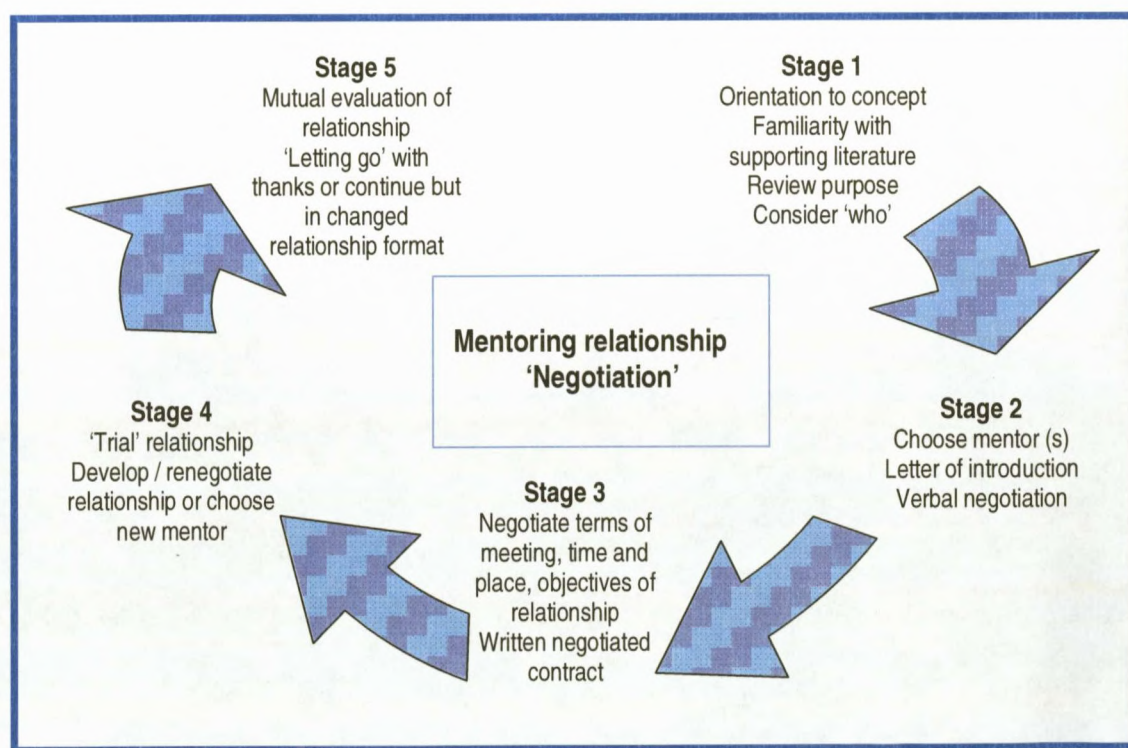 Stage 5
Mutual evaluation of
relationship
‘Letting go’ with
thanks or continue but
in changed
relationship format
Stage 1
Orientation to concept
Familiarity with
supporting literature
Review purpose
Consider ‘who’
Mentoring relationship
‘Negotiation’
Stage 2
Choose mentor (s)
Letter of introduction
Verbal negotiation
Stage 3
Negotiate terms of
meeting, time and
place, objectives of
relationship
Written negotiated
contract
Stage 4
‘Trial’ relationship
Develop / renegotiate
relationship or choose
new mentor